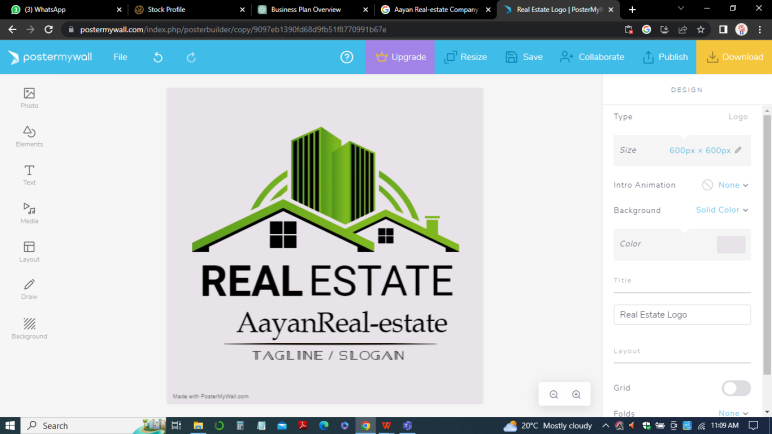 (3) WhatsApp
Stock Profile
Business Plan Overview
Aayan Real-estate Company
Real Estate Logo | PosterMyW
postermywall.com/index.php/posterbuilder/copy/9097eb1390fd68d9fb51f8770991b67e
postermywall
File
Upgrade
Resize
Save
Collaborate
Publish
Download
Photo
Elements
Text
Media
Layout
Draw
Background
REAL ESTATE
AayanReal-estate
TAGLINE / SLOGAN
Made with PosterMyWall.com
DESIGN
Type
Logo
Size
600px × 600px
Intro Animation
None
Background
Solid Color
Color
Title
Real Estate Logo
Layout
Grid
Folds
None
Search
20°C Mostly cloudy
11:09 AM